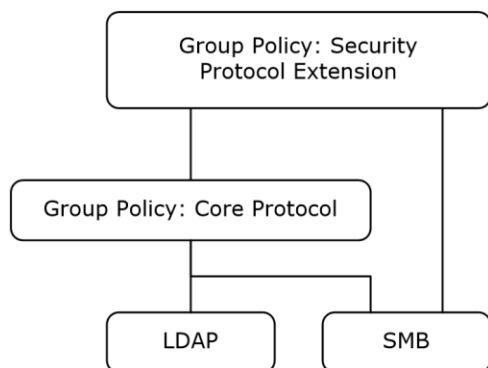 Group Policy: Security
Protocol Extension
Group Policy: Core Protocol
LDAP
SMB